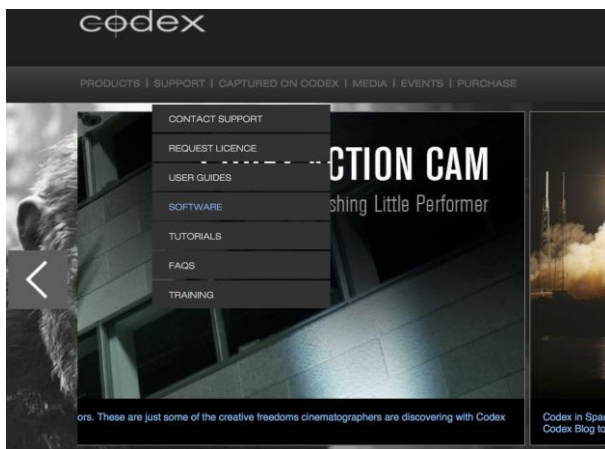 codex
PRODUCTS | SUPPORT | CAPTURED ON CODEX | MEDIA | EVENTS | PURCHASE
CONTACT SUPPORT
REQUEST LICENCE
USER GUIDES
SOFTWARE
TUTORIALS
FAQS
TRAINING
CTION CAM
shing Little Performer
ors. These are just some of the creative freedoms cinematographers are discovering with Codex
Codex in Spac
Codex Blog to